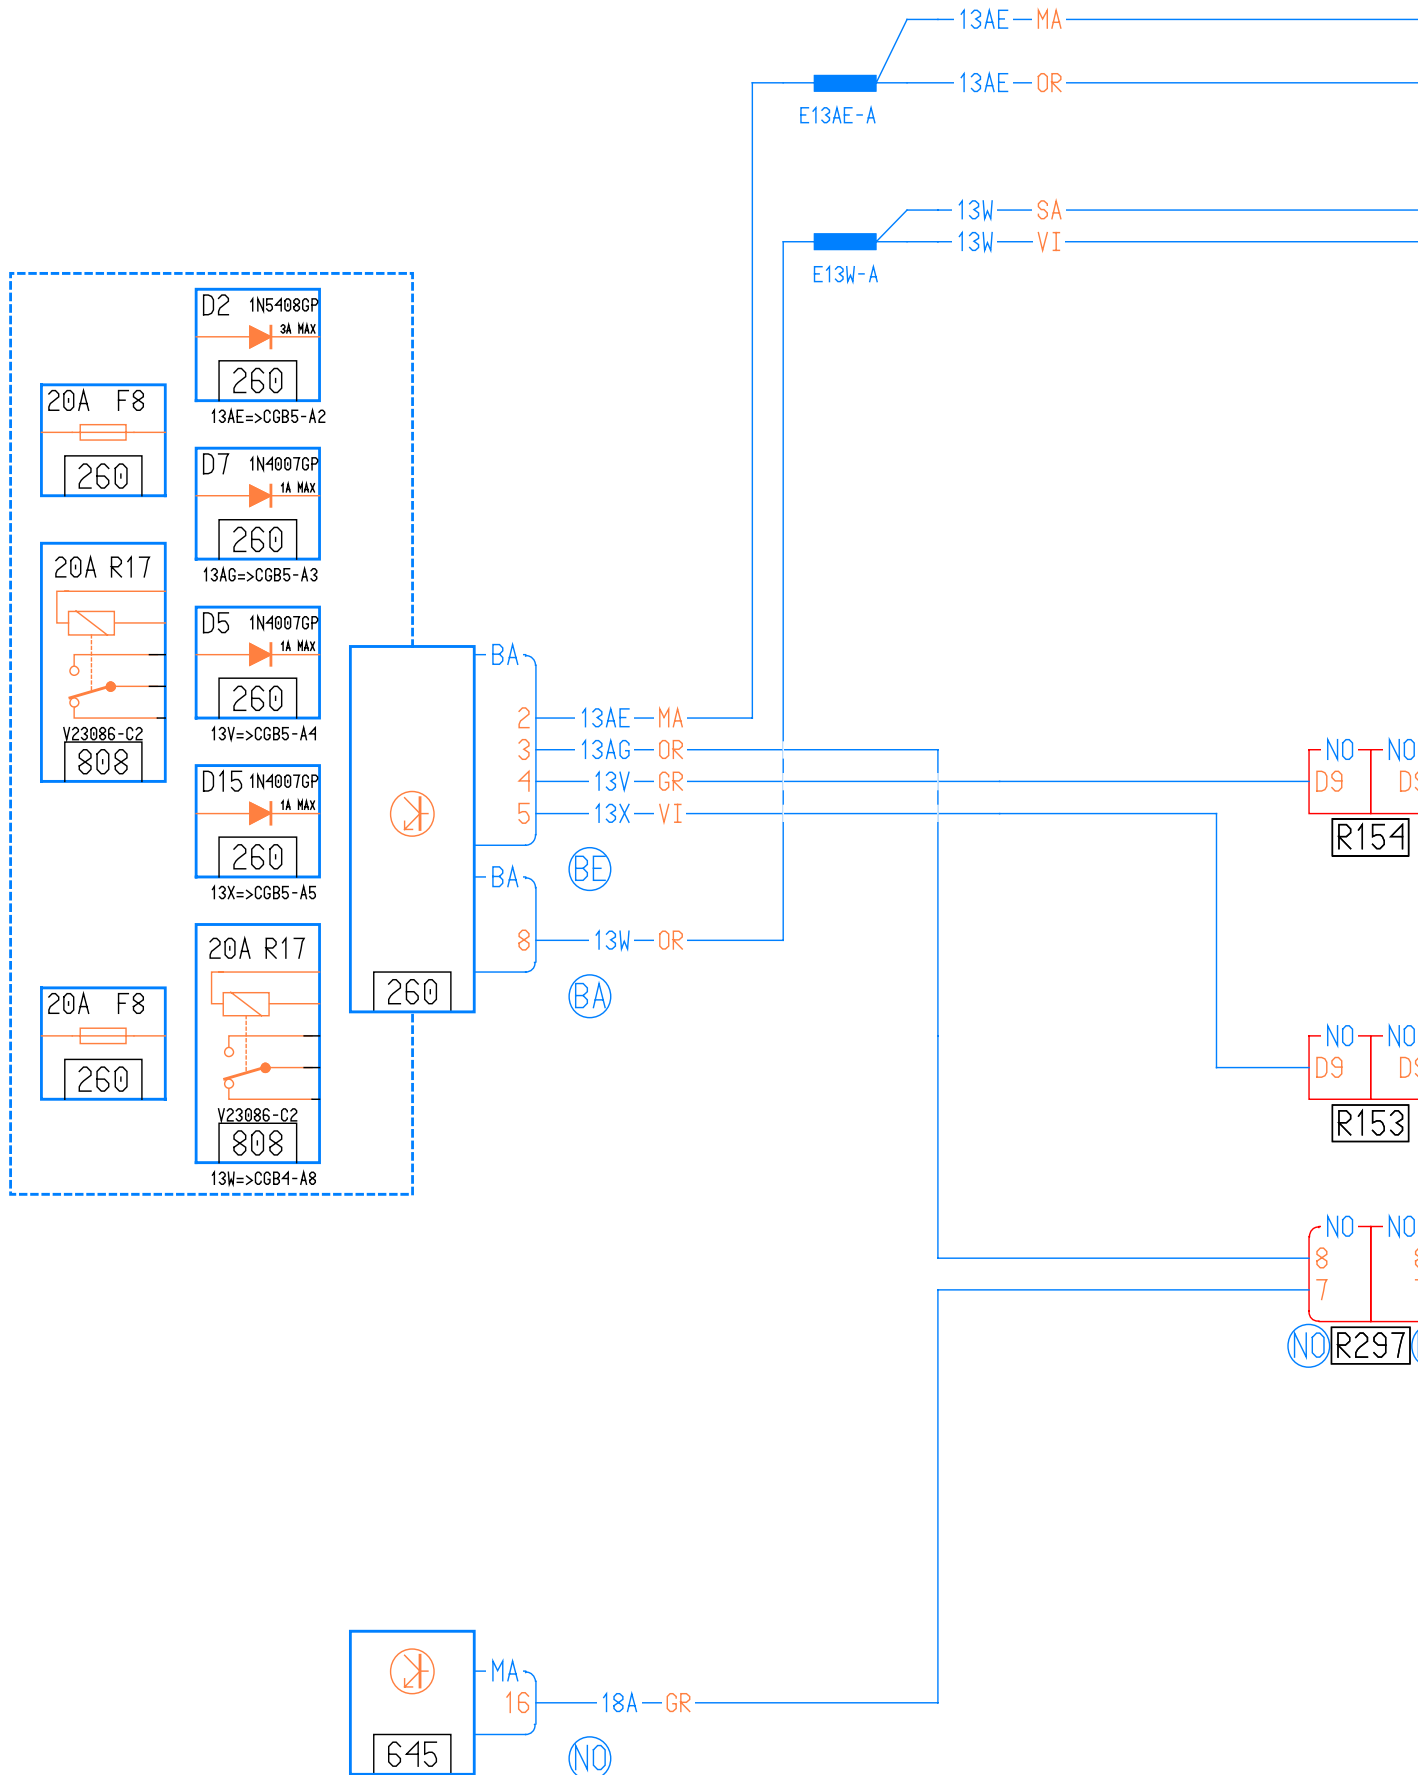 13AE MA
13AE OR
E13AE-A
13W SA
13W VI
E13W-A
D2 1N5408GP
3A MAX
260
13AE=>CGB5-A2
20A F8
260
D7 1N4007GP
1A MAX
260
13AG=>CGB5-A3
20A R17
V23086-C2
808
D5 1N4007GP
1A MAX
260
13V=>CGB5-A4
D15 1N4007GP
1A MAX
260
13X=>CGB5-A5
20A R17
V23086-C2
808
13W=>CGB4-A8
20A F8
260
BA
2 13AE MA
3 13AG OR
4 13V GR
5 13X VI
BE
BA
8 13W OR
BA
260
NO NO
D9 D9
R154
NO NO
D9 D9
R153
NO NO
8 8
7
NO R297
MA
16 18A GR
645
NO